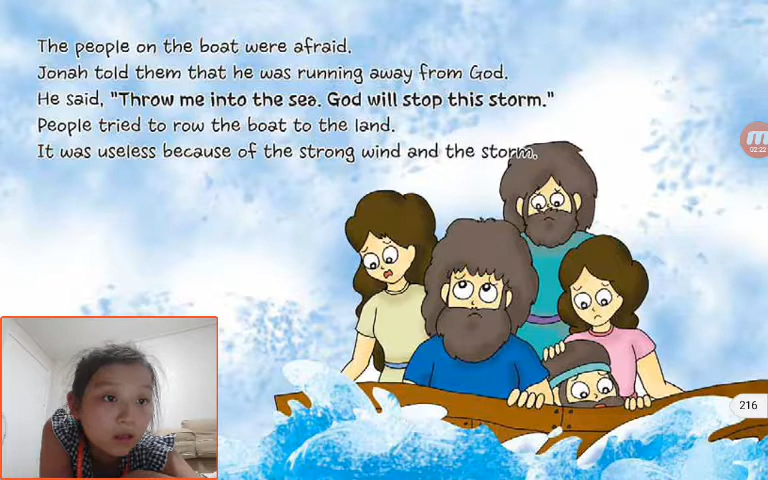 The people on the boat were afraid.
Jonah told them that he was running away from God.
He said, "Throw me into the sea. God will stop this storm."
People tried to row the boat to the land.
It was useless because of the strong wind and the storm.
M
02:22
216